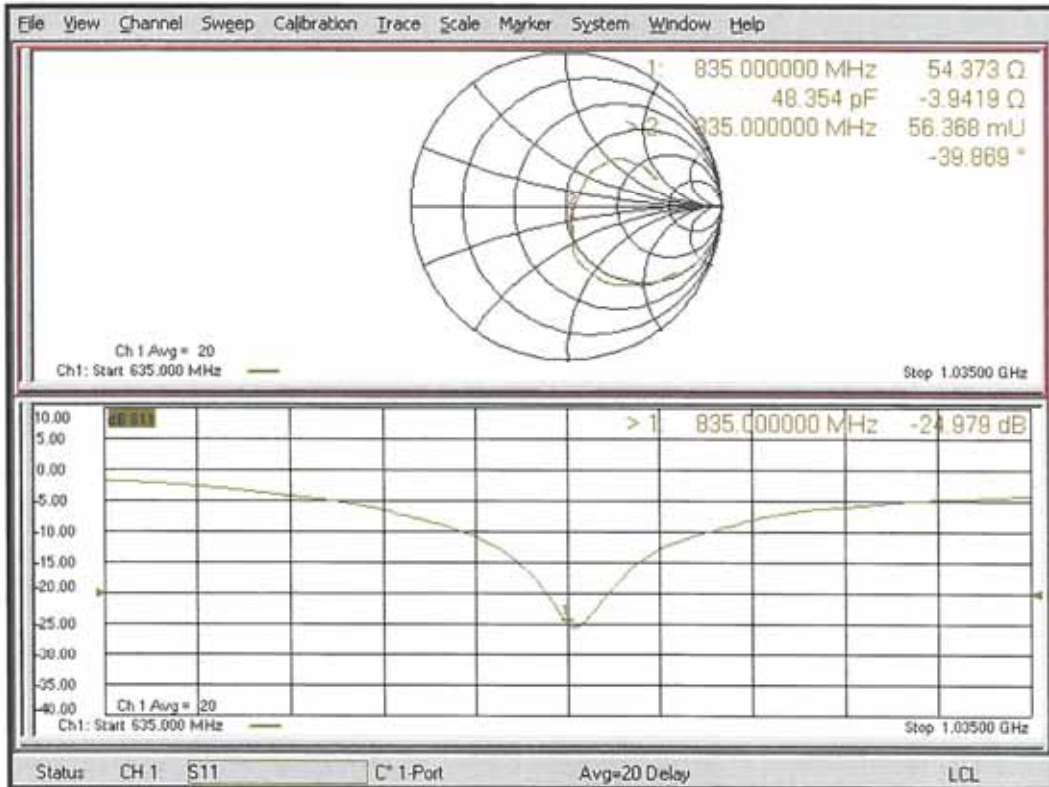 File View Channel Sweep Calibration Trace Scale Marker System Window Help
1: 835.000000 MHz 54.373 Ω
48.354 pF -3.9419 Ω
> 2: 835.000000 MHz 56.368 mU
-39.869 °
Ch 1 Avg = 20
Ch1: Start 635.000 MHz
Stop 1.03500 GHz
10.00
dB S11
> 1: 835.000000 MHz -24.979 dB
5.00
0.00
-5.00
-10.00
-15.00
-20.00
-25.00
-30.00
-35.00
-40.00
1
Ch 1 Avg = 20
Ch1: Start 635.000 MHz
Stop 1.03500 GHz
Status CH 1: S11 C* 1-Port Avg=20 Delay LCL